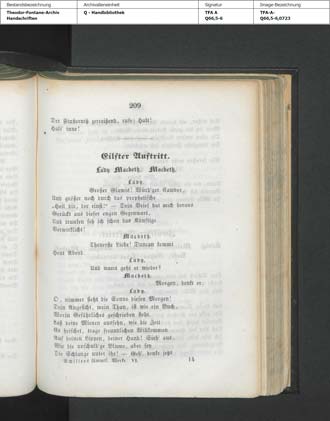 Bestandsbezeichnung
Theodor-Fontane-Archiv
Handschriften
Archivalieneinheit
Q - Handbibliothek
Signatur
TFA A
Q66,5-6
Image-Bezeichnung
TFA-A-
Q66,5-6,0723
209
Der Finsterniß zerreißend, rufe: Halt!
Halt inne!
Eilfter Auftritt.
Lady Macbeth. Macbeth.
Lady.
Großer Glamis! Würd'ger Cawdor,
Und größer noch durch das prophetische
„Heil dir, der einst!“ — Dein Brief hat mich heraus
Gerückt aus dieser engen Gegenwart,
Und trunken seh ich schon das Künftige
Verwirklicht!
Macbeth.
Theuerste Liebe! Duncan kommt
Heut Abend.
Lady.
Und wann geht er wieder?
Macbeth.
Morgen, denkt er.
Lady.
O, nimmer sieht die Sonne diesen Morgen!
Dein Angesicht, mein Than, ist wie ein Buch,
Worin Gefährliches geschrieben steht.
Laß deine Mienen aussehn, wie die Zeit
Es heischet, trage freundlichen Willkommen
Auf deinen Lippen, deiner Hand! Sieh aus,
Wie die unschuld'ge Blume, aber sey
Die Schlange unter ihr! — Geh, denke jetzt
Schillers Werke. VI. 14